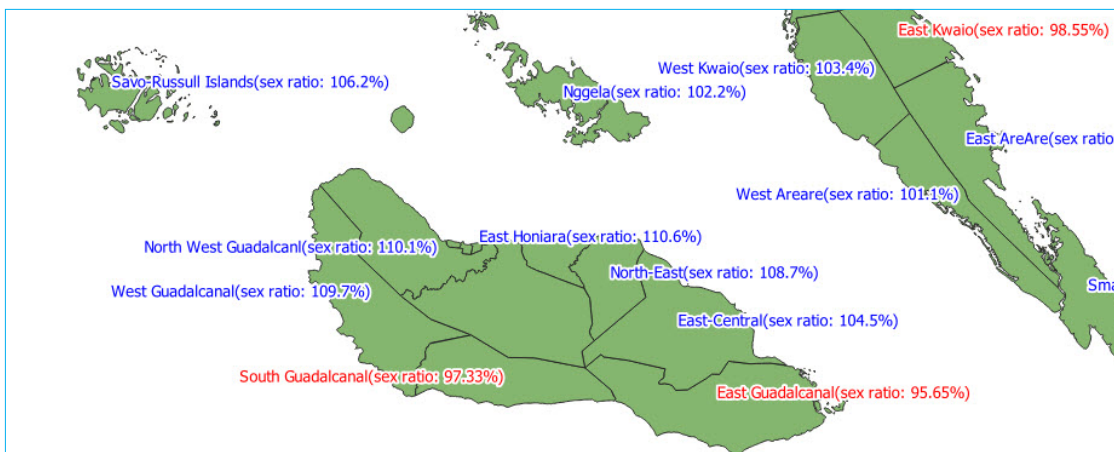 East Kwaio(sex ratio: 98.55%)
West Kwaio(sex ratio: 103.4%)
Savo-Russull Islands(sex ratio: 106.2%)
Nggela(sex ratio: 102.2%)
East AreAre(sex ratio
West Areare(sex ratio: 101.1%)
East Honiara(sex ratio: 110.6%)
North West Guadalcanl(sex ratio: 110.1%)
North-East(sex ratio: 108.7%)
West Guadalcanal(sex ratio: 109.7%)
Sma
East-Central(sex ratio: 104.5%)
South Guadalcanal(sex ratio: 97.33%)
East Guadalcanal(sex ratio: 95.65%)